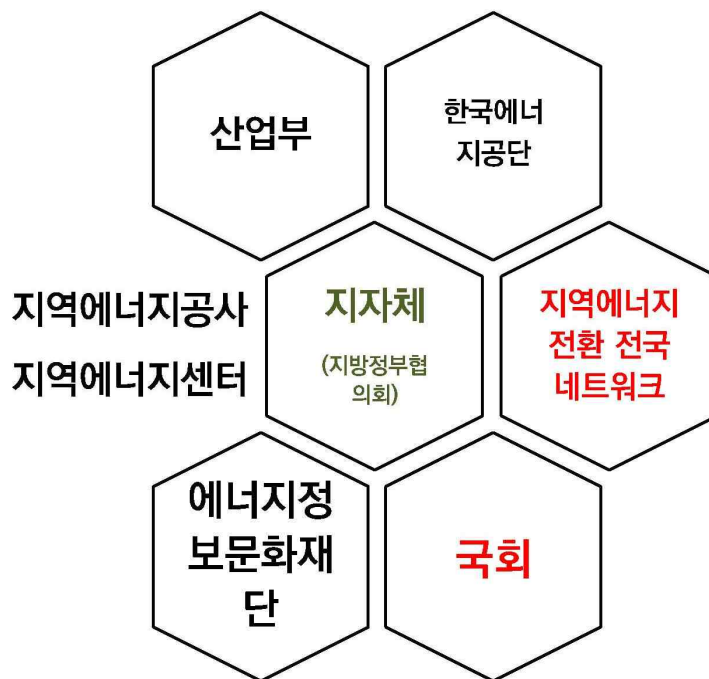 산업부
한국에너
지공단
지역에너지공사
지역에너지센터
지자체
(지방정부협
의회)
지역에너지
전환 전국
네트워크
에너지정
보문화재
단
국회